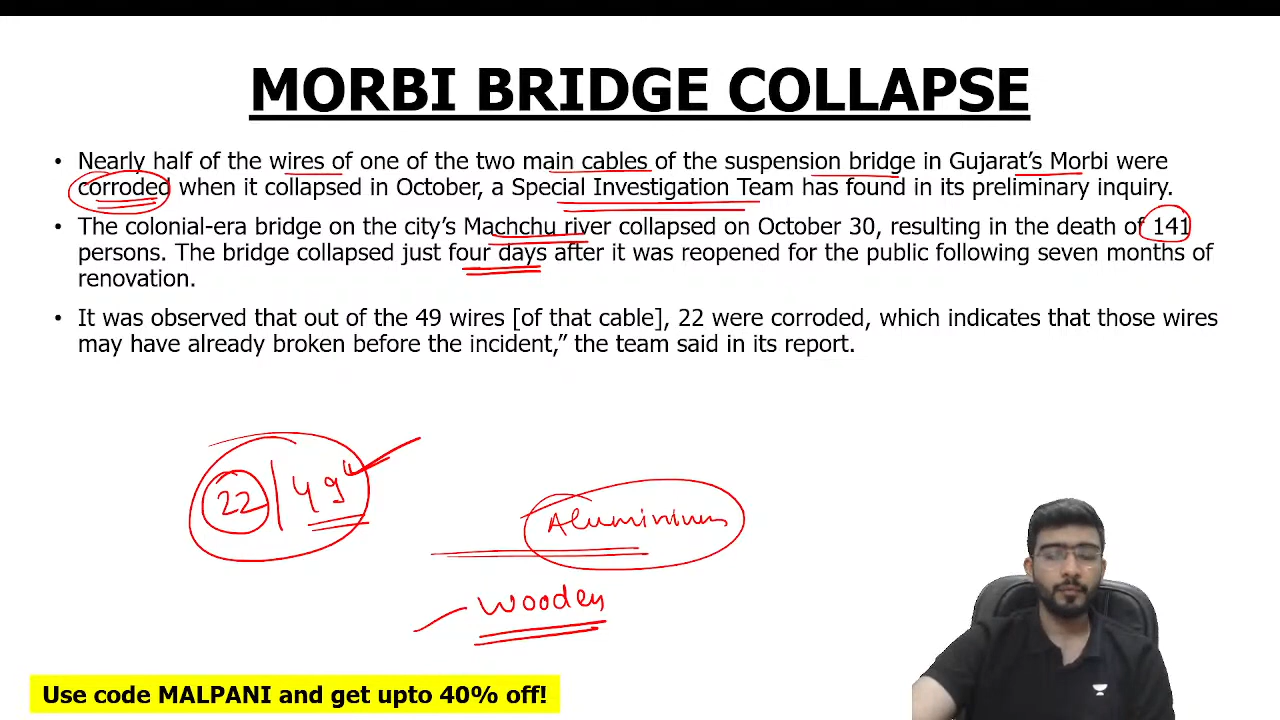 MORBI BRIDGE COLLAPSE
• Nearly half of the wires of one of the two main cables of the suspension bridge in Gujarat’s Morbi were
corroded when it collapsed in October, a Special Investigation Team has found in its preliminary inquiry.
• The colonial-era bridge on the city’s Machchu river collapsed on October 30, resulting in the death of 141
persons. The bridge collapsed just four days after it was reopened for the public following seven months of
renovation.
• It was observed that out of the 49 wires [of that cable], 22 were corroded, which indicates that those wires
may have already broken before the incident,” the team said in its report.
22 / 49
Aluminium
wooden
Use code MALPANI and get upto 40% off!